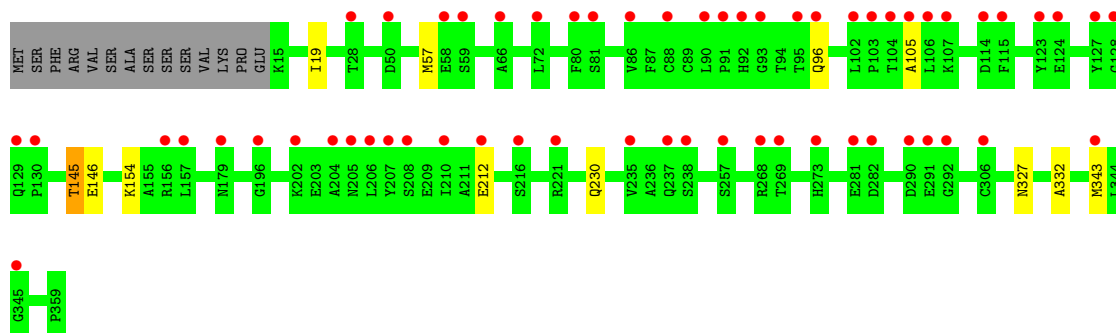 MET SER PHE ARG VAL SER ALA SER SER SER VAL LYS PRO GLU K15 I19 T28 D50 M57 E58 S59 A66 L72 F80 S81 V86 F87 C88 C89 L90 P91 H92 G93 T94 T95 Q96 L102 P103 T104 A105 L106 K107 D114 F115 Y123 E124 Y127 G128
Q129 P130 T145 E146 K154 A155 R156 L157 N179 G196 K202 E203 A204 N205 L206 Y207 S208 E209 I210 A211 E212 S216 R221 Q230 V235 A236 Q237 S238 S257 R268 T269 H273 E281 D282 D290 E291 G292 C306 N327 A332 M343 L344
G345 P359